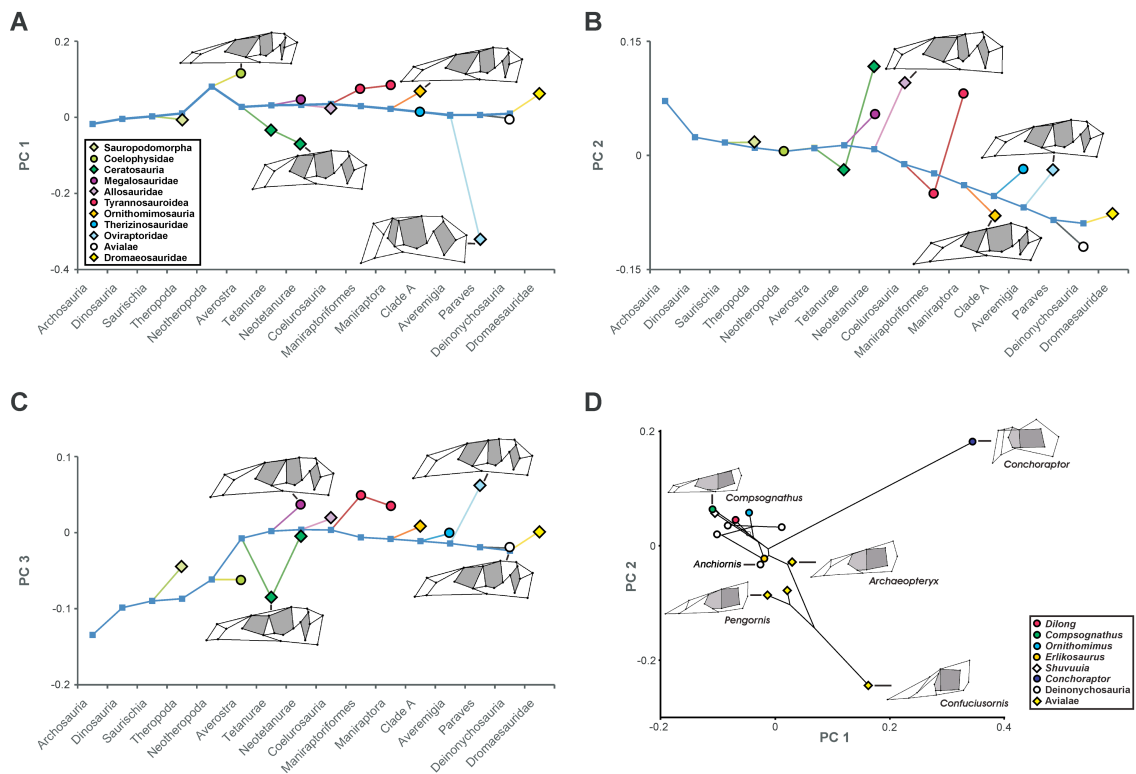 A
0.2
0
-0.2
-0.4
PC 1
Sauropodomorpha
Coelophysidae
Ceratosauria
Megalosauridae
Allosauridae
Tyrannosauroidea
Ornithomimosauria
Therizinosauridae
Oviraptoridae
Avialae
Dromaeosauridae
Archosauria
Dinosauria
Saurischia
Theropoda
Neotheropoda
Averostra
Tetanurae
Neotetanurae
Coelurosauria
Maniraptoriformes
Maniraptora
Clade A
Averemigia
Paraves
Deinonychosauria
Dromaesauridae
B
0.15
0
-0.15
PC 2
Archosauria
Dinosauria
Saurischia
Theropoda
Neotheropoda
Averostra
Tetanurae
Neotetanurae
Coelurosauria
Maniraptoriformes
Maniraptora
Clade A
Averemigia
Paraves
Deinonychosauria
Dromaesauridae
C
0.1
0
-0.1
-0.2
PC 3
Archosauria
Dinosauria
Saurischia
Theropoda
Neotheropoda
Averostra
Tetanurae
Neotetanurae
Coelurosauria
Maniraptoriformes
Maniraptora
Clade A
Averemigia
Paraves
Deinonychosauria
Dromaesauridae
D
0.2
0
-0.2
PC 2
Conchoraptor
Compsognathus
Anchiornis
Archaeopteryx
Pengornis
Confuciusornis
Dilong
Compsognathus
Ornithomimus
Erlikosaurus
Shuvuuia
Conchoraptor
Deinonychosauria
Avialae
-0.2
0
0.2
0.4
PC 1